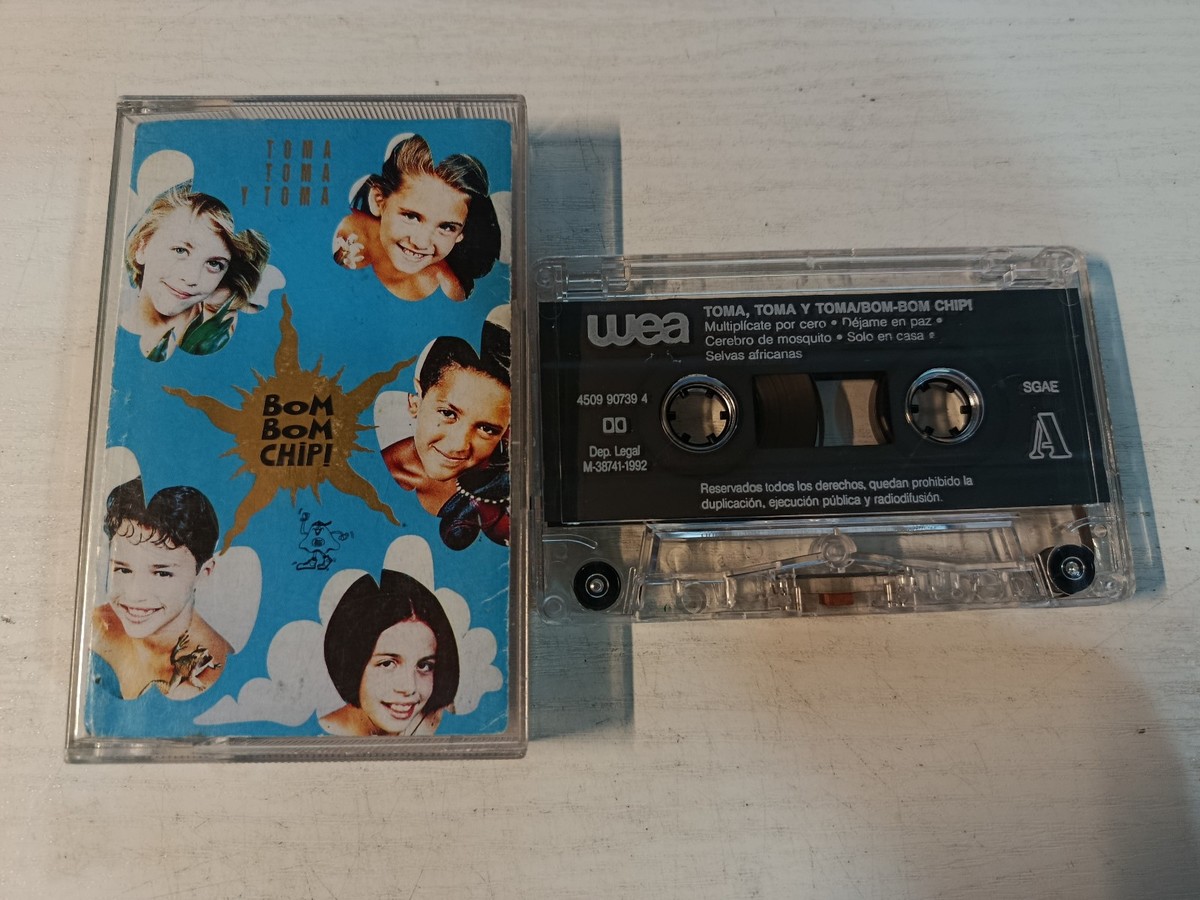 TOMA
TOMA
Y TOMA
BoM
BoM
CHiP!
wea
TOMA, TOMA Y TOMA/BOM-BOM CHIP!
Multiplícate por cero • Déjame en paz •
Cerebro de mosquito • Solo en casa •
Selvas africanas
4509 90739 4
SGAE
A
Dep. Legal
M-38741-1992
Reservados todos los derechos, quedan prohibido la
duplicación, ejecución pública y radiodifusión.